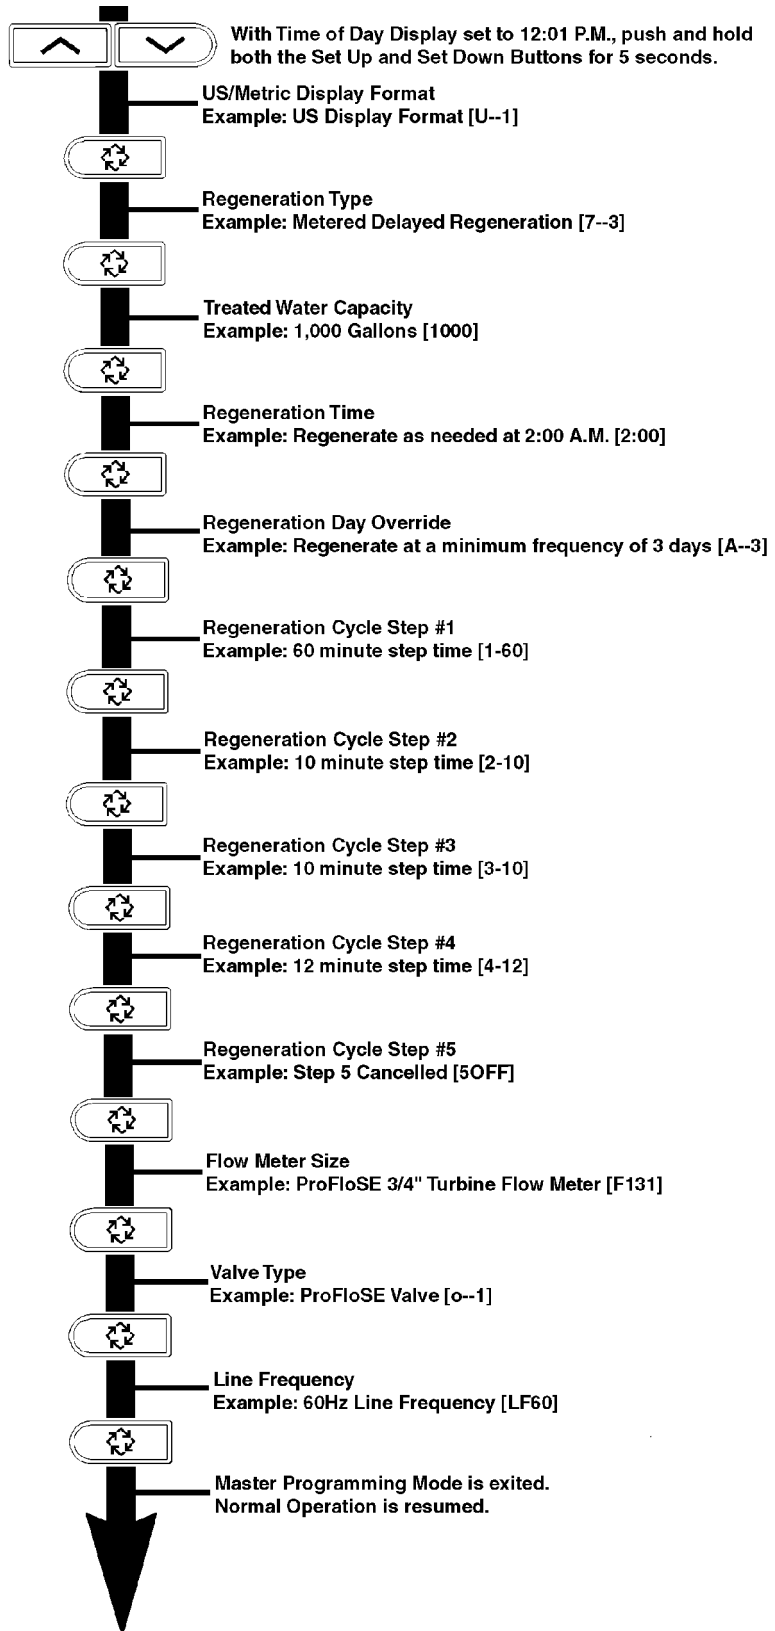 With Time of Day Display set to 12:01 P.M., push and hold
both the Set Up and Set Down Buttons for 5 seconds.
US/Metric Display Format
Example: US Display Format [U--1]
Regeneration Type
Example: Metered Delayed Regeneration [7--3]
Treated Water Capacity
Example: 1,000 Gallons [1000]
Regeneration Time
Example: Regenerate as needed at 2:00 A.M. [2:00]
Regeneration Day Override
Example: Regenerate at a minimum frequency of 3 days [A--3]
Regeneration Cycle Step #1
Example: 60 minute step time [1-60]
Regeneration Cycle Step #2
Example: 10 minute step time [2-10]
Regeneration Cycle Step #3
Example: 10 minute step time [3-10]
Regeneration Cycle Step #4
Example: 12 minute step time [4-12]
Regeneration Cycle Step #5
Example: Step 5 Cancelled [5OFF]
Flow Meter Size
Example: ProFloSE 3/4" Turbine Flow Meter [F131]
Valve Type
Example: ProFloSE Valve [o--1]
Line Frequency
Example: 60Hz Line Frequency [LF60]
Master Programming Mode is exited.
Normal Operation is resumed.